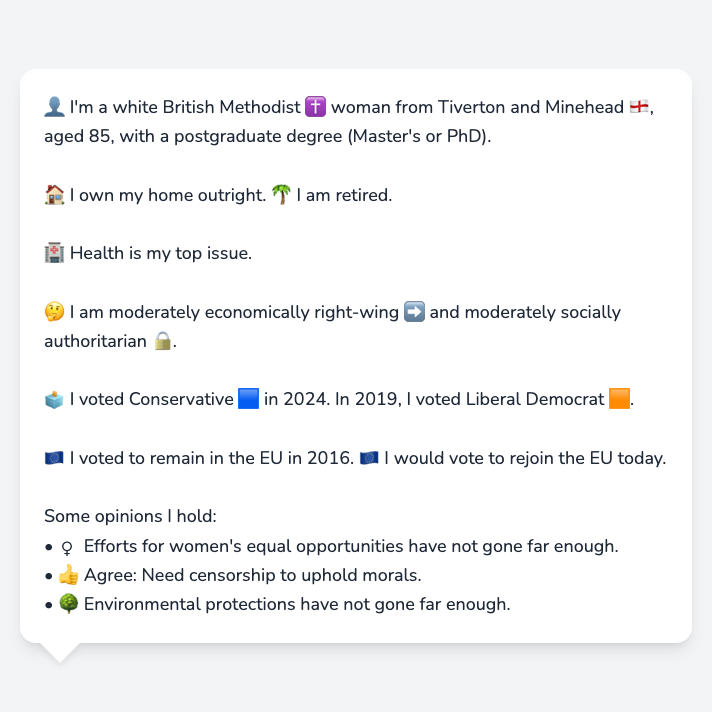 👤 I'm a white British Methodist ✝️ woman from Tiverton and Minehead 🏴󠁧󠁢󠁥󠁮󠁧󠁿,
aged 85, with a postgraduate degree (Master's or PhD).
🏠 I own my home outright. 🌴 I am retired.
🏥 Health is my top issue.
🤔 I am moderately economically right-wing ➡️ and moderately socially
authoritarian 🔒.
🗳️ I voted Conservative 🟦 in 2024. In 2019, I voted Liberal Democrat 🟧.
🇪🇺 I voted to remain in the EU in 2016. 🇪🇺 I would vote to rejoin the EU today.
Some opinions I hold:
• ♀ Efforts for women's equal opportunities have not gone far enough.
• 👍 Agree: Need censorship to uphold morals.
• 🌳 Environmental protections have not gone far enough.